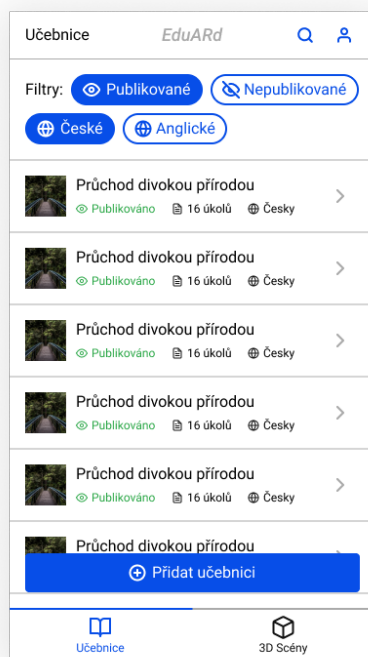 Učebnice EduARd
Filtry: Publikované Nepublikované
České Anglické
Průchod divokou přírodou
Publikováno 16 úkolů Česky
Průchod divokou přírodou
Publikováno 16 úkolů Česky
Průchod divokou přírodou
Publikováno 16 úkolů Česky
Průchod divokou přírodou
Publikováno 16 úkolů Česky
Průchod divokou přírodou
Publikováno 16 úkolů Česky
Průchod divokou přírodou
Přidat učebnici
Učebnice 3D Scény